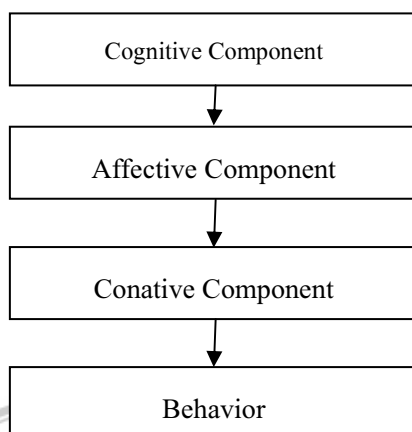 Cognitive Component
Affective Component
Conative Component
Behavior